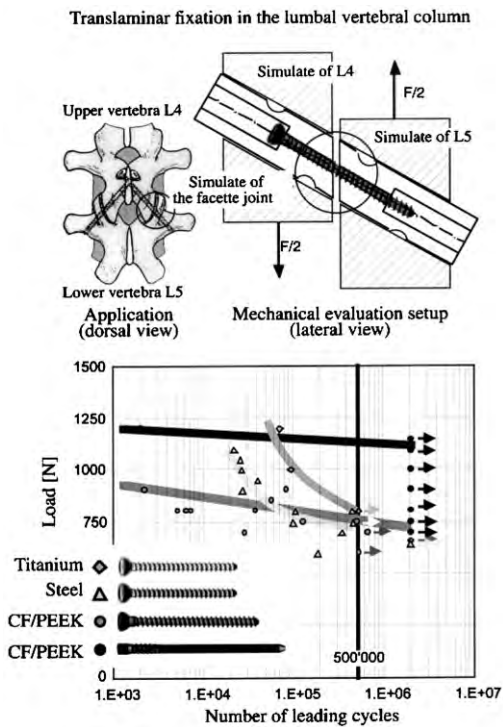 Translaminar fixation in the lumbal vertebral column
Simulate of L4
F/2
Upper vertebra L4
Simulate of L5
Simulate of
the facette joint
F/2
Lower vertebra L5
Application
(dorsal view)
Mechanical evaluation setup
(lateral view)
1500
1250
1000
750
500
250
0
Load [N]
Titanium
Steel
CF/PEEK
CF/PEEK
500'000
1.E+03
1.E+04
1.E+05
1.E+06
1.E+07
Number of leading cycles